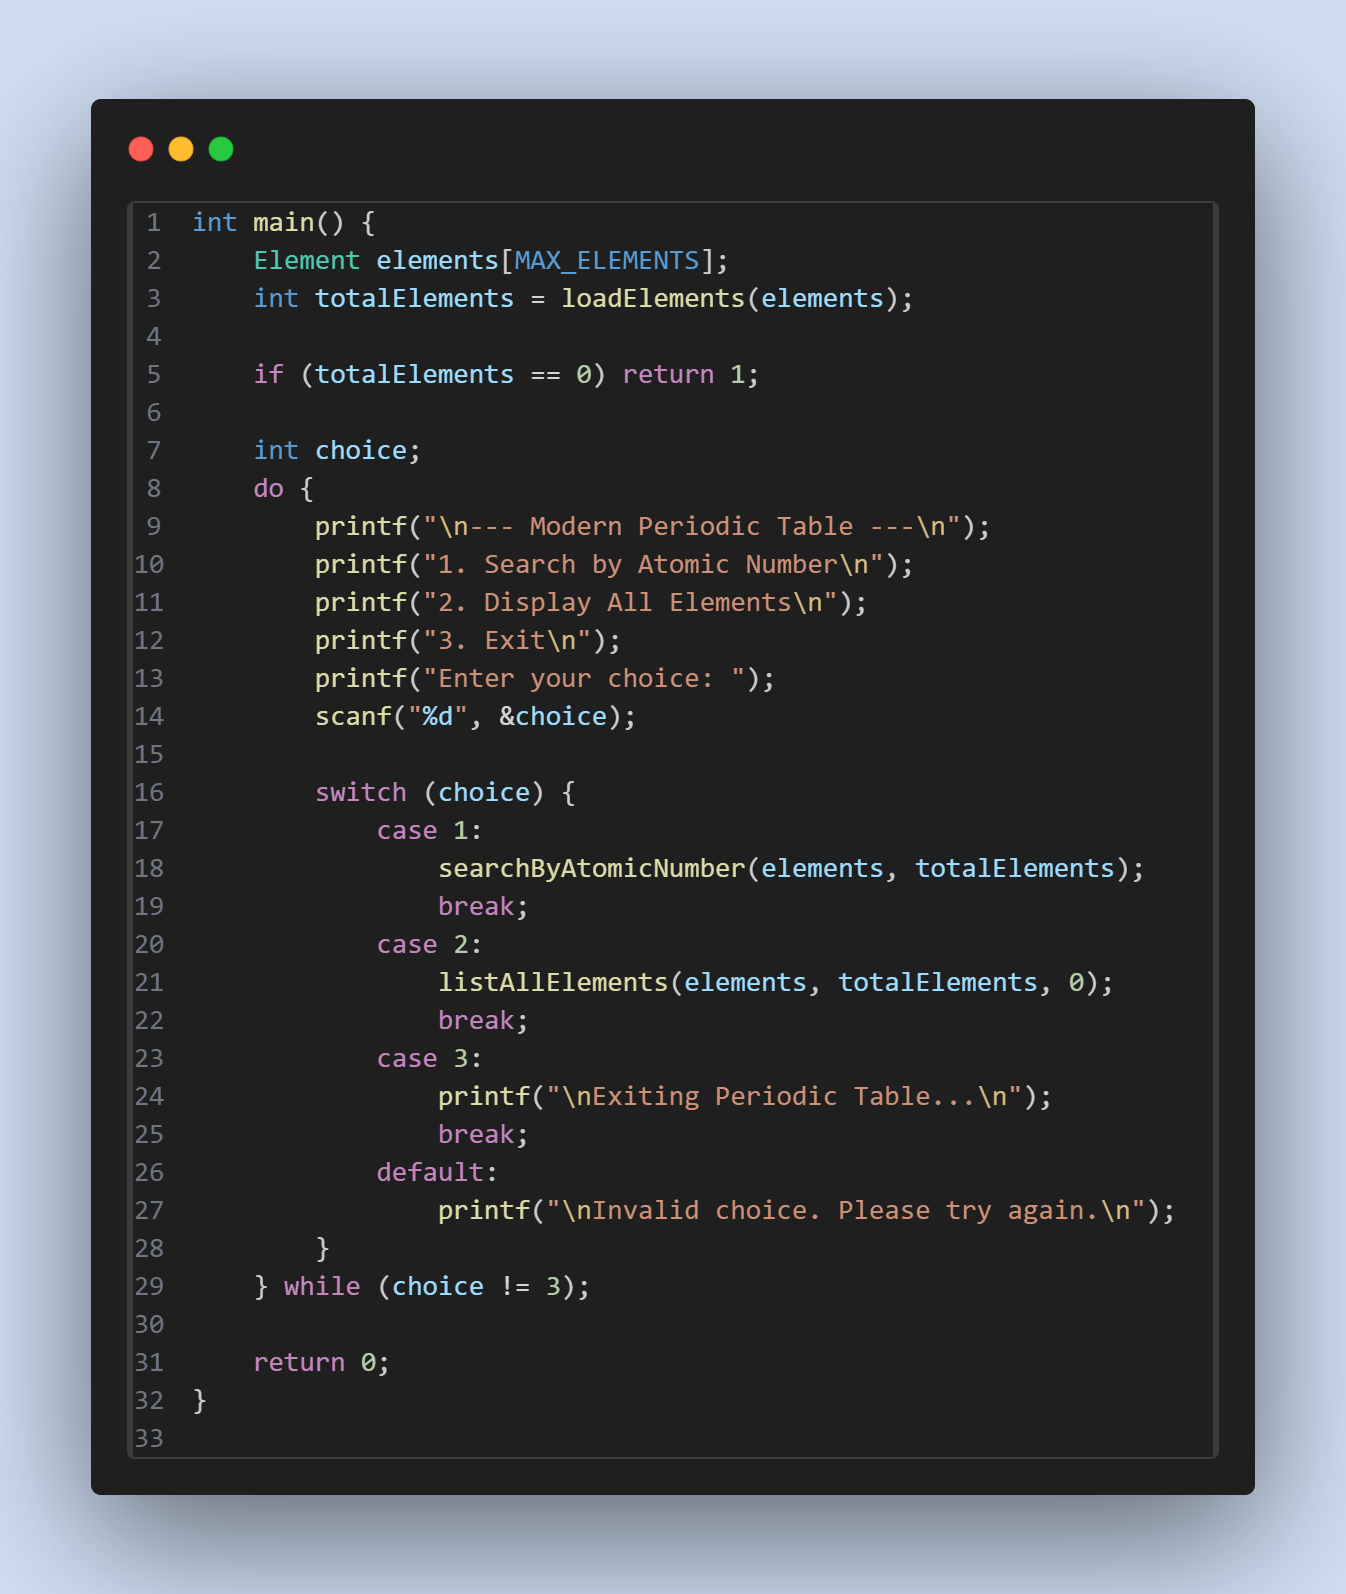 1 int main() {
2     Element elements[MAX_ELEMENTS];
3     int totalElements = loadElements(elements);
4
5     if (totalElements == 0) return 1;
6
7     int choice;
8     do {
9         printf("\n--- Modern Periodic Table ---\n");
10         printf("1. Search by Atomic Number\n");
11         printf("2. Display All Elements\n");
12         printf("3. Exit\n");
13         printf("Enter your choice: ");
14         scanf("%d", &choice);
15
16         switch (choice) {
17             case 1:
18                 searchByAtomicNumber(elements, totalElements);
19                 break;
20             case 2:
21                 listAllElements(elements, totalElements, 0);
22                 break;
23             case 3:
24                 printf("\nExiting Periodic Table...\n");
25                 break;
26             default:
27                 printf("\nInvalid choice. Please try again.\n");
28         }
29     } while (choice != 3);
30
31     return 0;
32 }
33